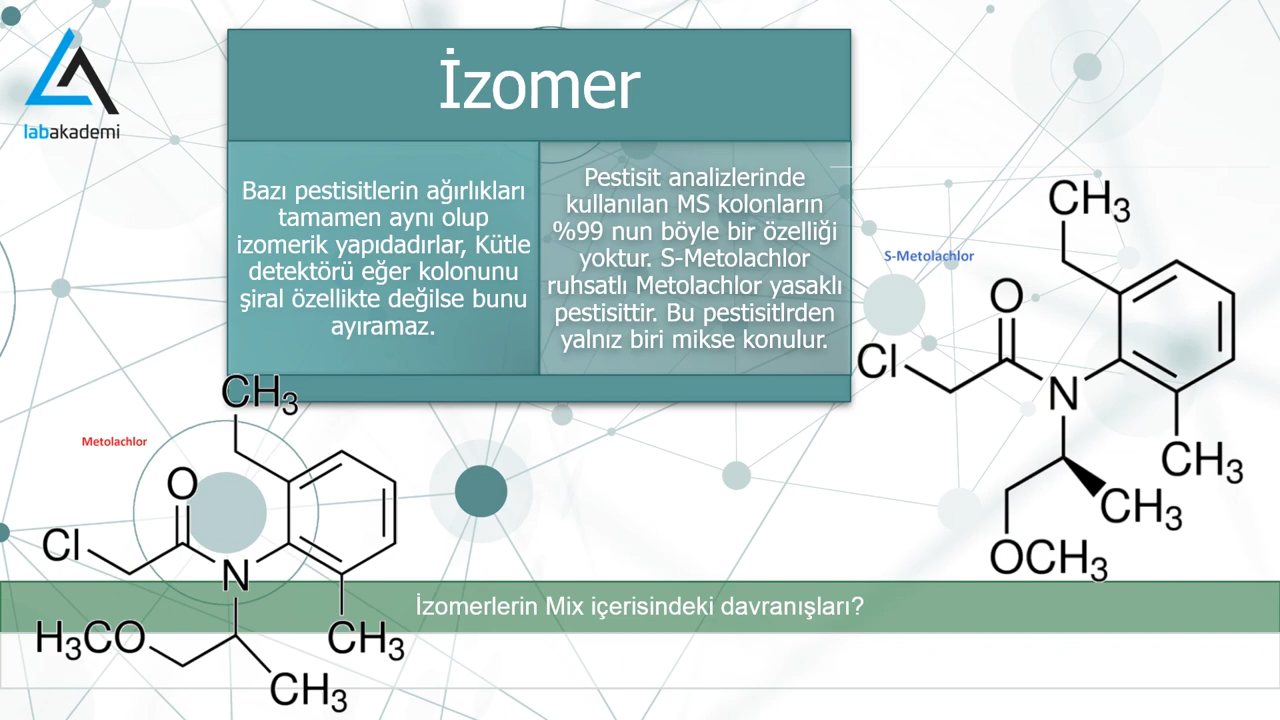 labakademi
İzomer
Bazı pestisitlerin ağırlıkları
tamamen aynı olup
izomerik yapıdadırlar, Kütle
detektörü eğer kolonunu
şiral özellikte değilse bunu
ayıramaz.
Pestisit analizlerinde
kullanılan MS kolonların
%99 nun böyle bir özelliği
yoktur. S-Metolachlor
ruhsatlı Metolachlor yasaklı
pestisittir. Bu pestisitlrden
yalnız biri mikse konulur.
S-Metolachlor
CH₃
O
Cl
N
CH₃
CH₃
OCH₃
Metolachlor
CH₃
O
Cl
N
H₃CO
CH₃
CH₃
İzomerlerin Mix içerisindeki davranışları?